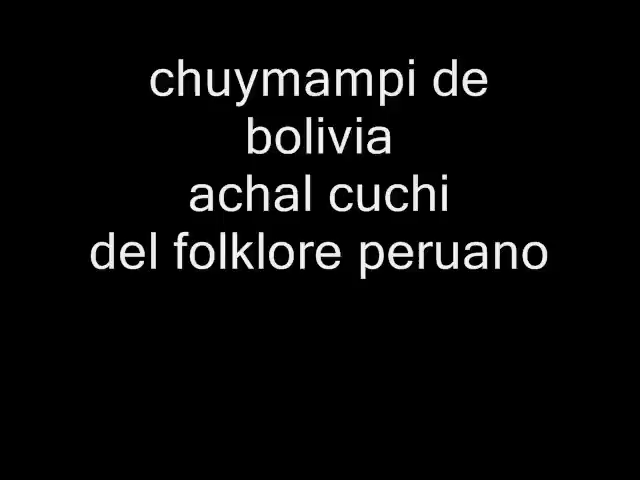 chuymampi de
bolivia
achal cuchi
del folklore peruano